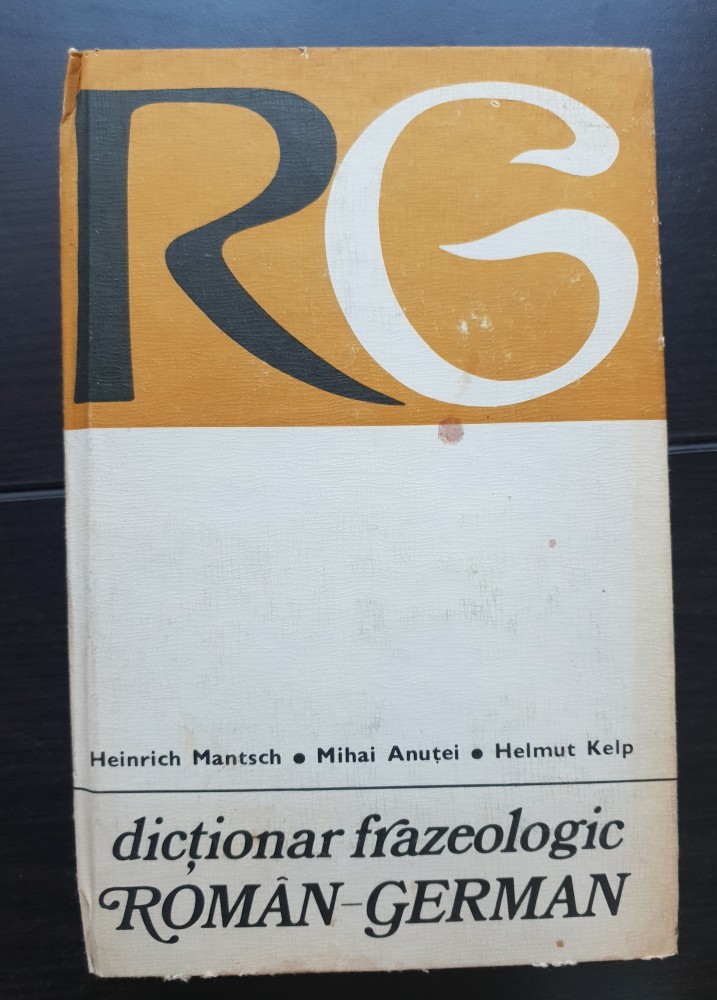 RG
Heinrich Mantsch • Mihai Anuței • Helmut Kelp
dicționar frazeologic
ROMÂN-GERMAN